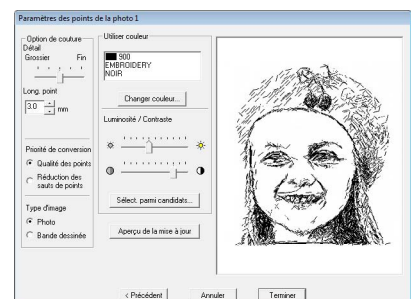 Paramètres des points de la photo 1
Option de couture
Détail
Grossier Fin
Long. point
3.0 mm
Priorité de conversion
Qualité des points
Réduction des
sauts de points
Type d'image
Photo
Bande dessinée
Utiliser couleur
900
EMBROIDERY
NOIR
Changer couleur...
Luminosité / Contraste
Sélect. parmi candidats...
Aperçu de la mise à jour
< Précédent
Annuler
Terminer